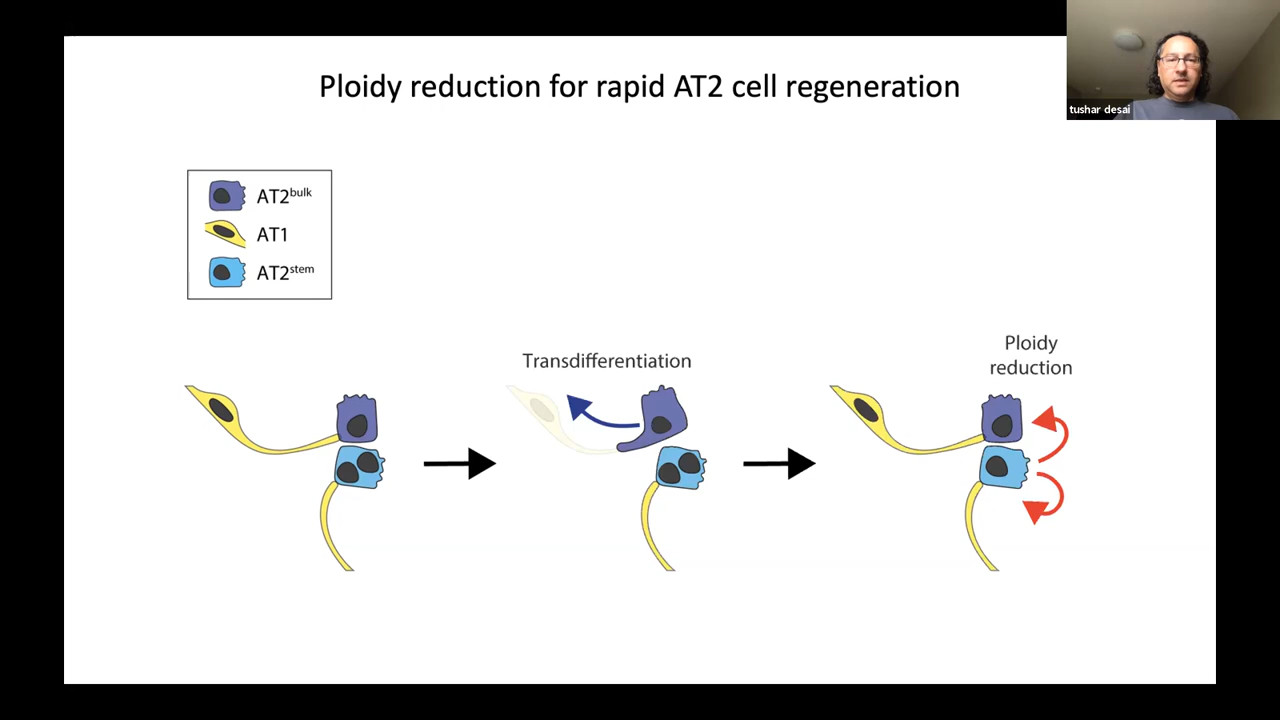 Ploidy reduction for rapid AT2 cell regeneration
tushar desai
AT2bulk
AT1
AT2stem
Transdifferentiation
Ploidy
reduction